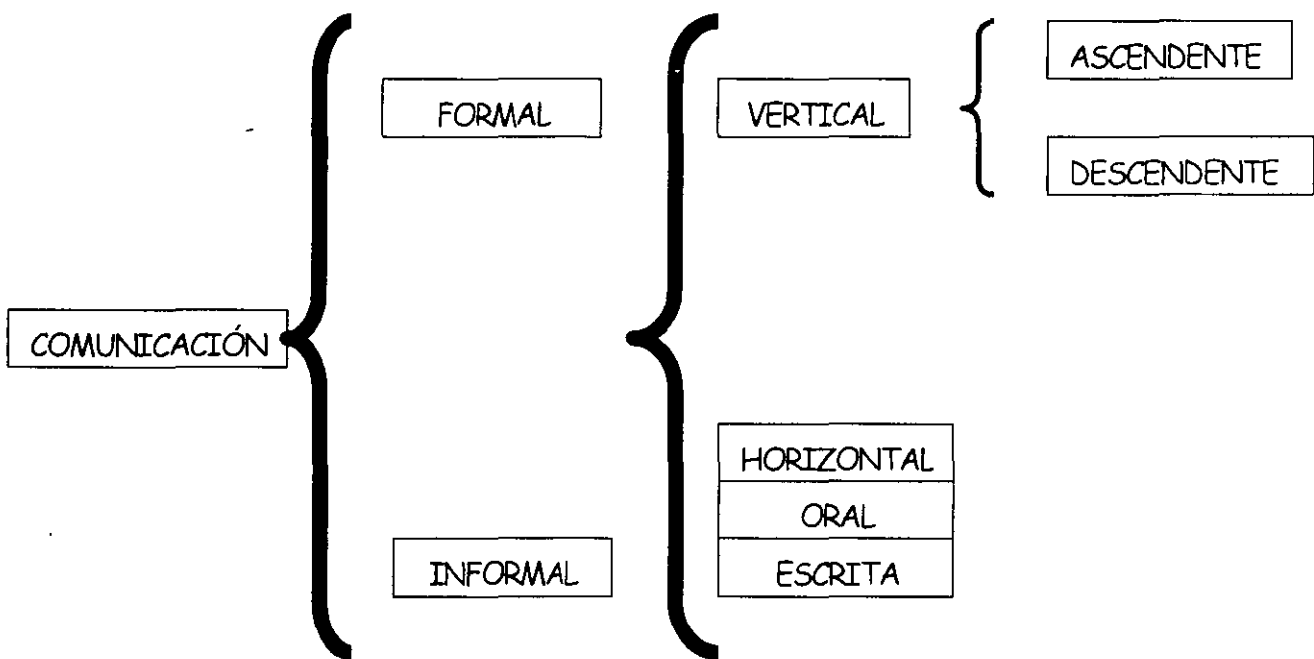 ASCENDENTE
FORMAL
VERTICAL
DESCENDENTE
COMUNICACIÓN
HORIZONTAL
ORAL
INFORMAL
ESCRITA